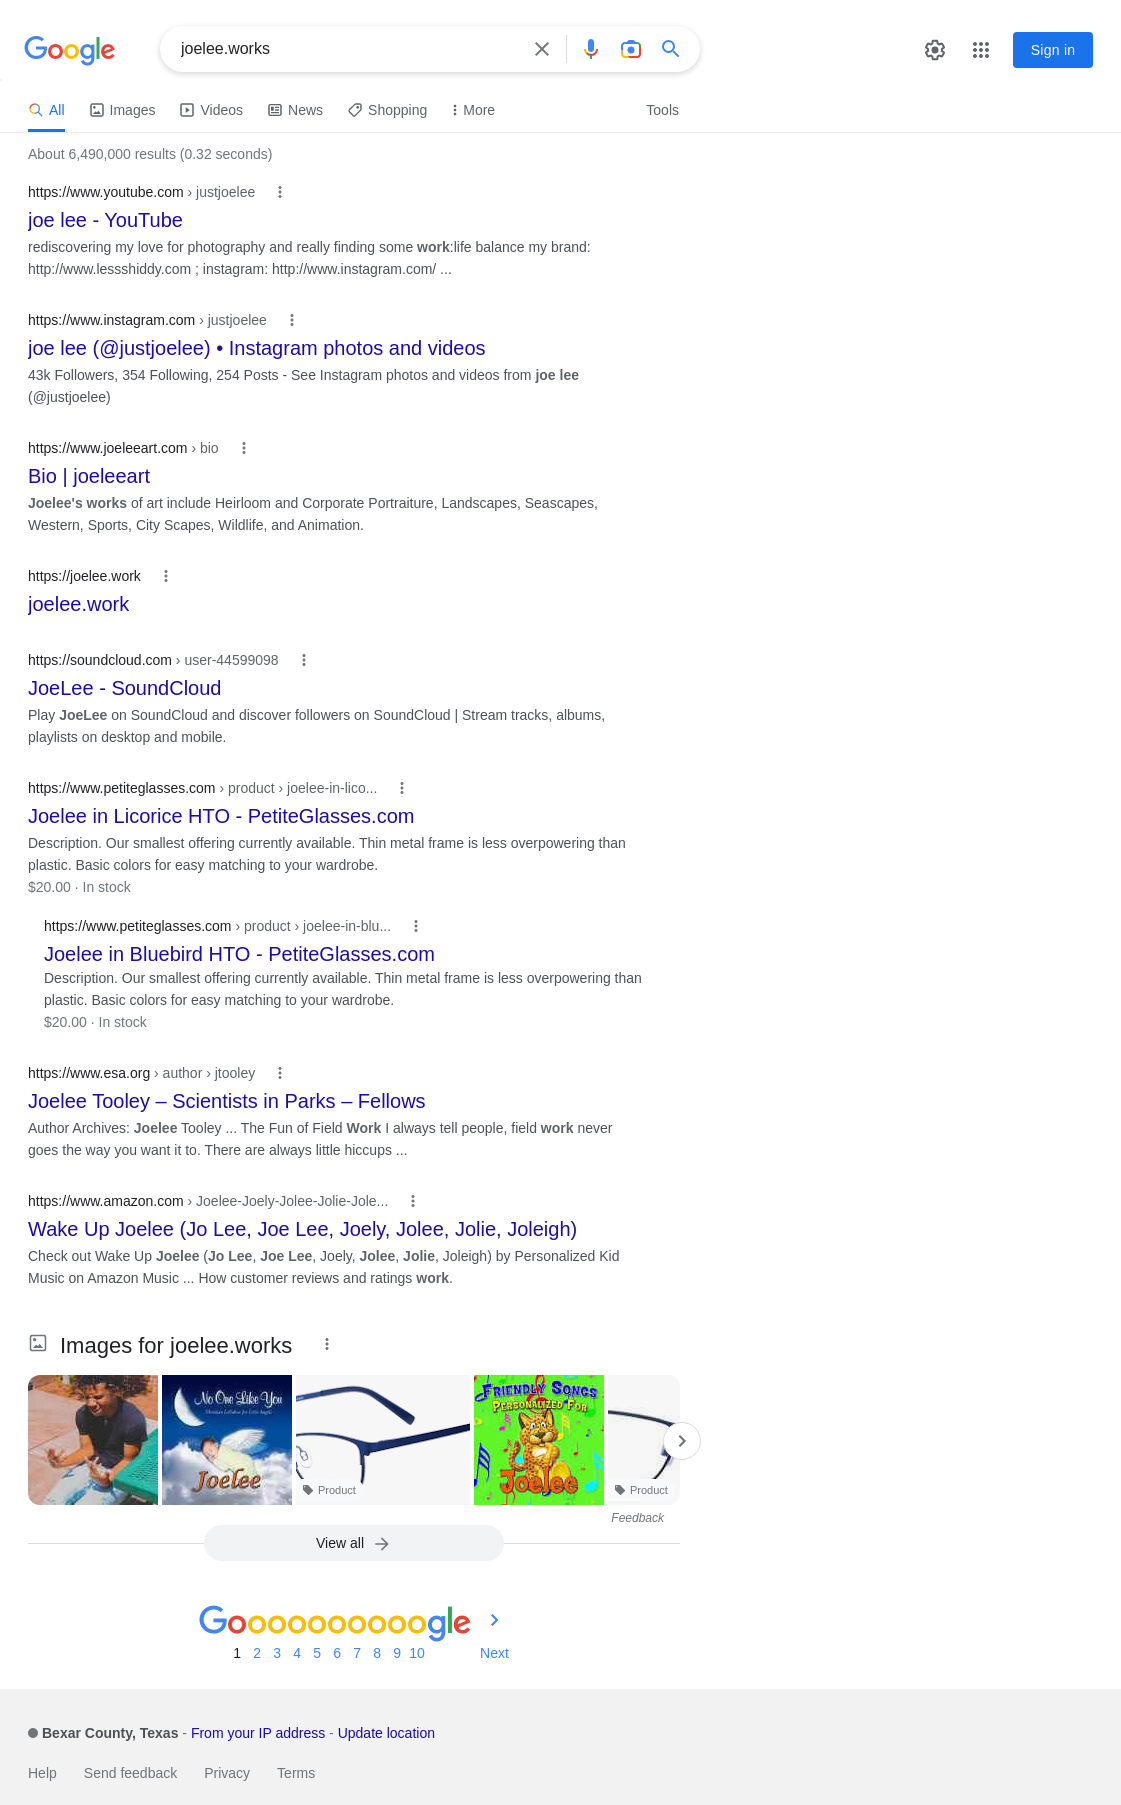 Google
joelee.works
Sign in
All
Images
Videos
News
Shopping
More
Tools
About 6,490,000 results (0.32 seconds)
https://www.youtube.com › justjoelee
joe lee - YouTube
rediscovering my love for photography and really finding some work:life balance my brand:
http://www.lessshiddy.com ; instagram: http://www.instagram.com/ ...
https://www.instagram.com › justjoelee
joe lee (@justjoelee) • Instagram photos and videos
43k Followers, 354 Following, 254 Posts - See Instagram photos and videos from joe lee
(@justjoelee)
https://www.joeleeart.com › bio
Bio | joeleeart
Joelee's works of art include Heirloom and Corporate Portraiture, Landscapes, Seascapes,
Western, Sports, City Scapes, Wildlife, and Animation.
https://joelee.work
joelee.work
https://soundcloud.com › user-44599098
JoeLee - SoundCloud
Play JoeLee on SoundCloud and discover followers on SoundCloud | Stream tracks, albums,
playlists on desktop and mobile.
https://www.petiteglasses.com › product › joelee-in-lico...
Joelee in Licorice HTO - PetiteGlasses.com
Description. Our smallest offering currently available. Thin metal frame is less overpowering than
plastic. Basic colors for easy matching to your wardrobe.
$20.00 · In stock
https://www.petiteglasses.com › product › joelee-in-blu...
Joelee in Bluebird HTO - PetiteGlasses.com
Description. Our smallest offering currently available. Thin metal frame is less overpowering than
plastic. Basic colors for easy matching to your wardrobe.
$20.00 · In stock
https://www.esa.org › author › jtooley
Joelee Tooley – Scientists in Parks – Fellows
Author Archives: Joelee Tooley ... The Fun of Field Work I always tell people, field work never
goes the way you want it to. There are always little hiccups ...
https://www.amazon.com › Joelee-Joely-Jolee-Jolie-Jole...
Wake Up Joelee (Jo Lee, Joe Lee, Joely, Jolee, Jolie, Joleigh)
Check out Wake Up Joelee (Jo Lee, Joe Lee, Joely, Jolee, Jolie, Joleigh) by Personalized Kid
Music on Amazon Music ... How customer reviews and ratings work.
Images for joelee.works
No One Like You
Joelee
Product
FRIENDLY SONGS
PERSONALIZED FOR
Joelee
Product
Feedback
View all
Goooooooooogle
1 2 3 4 5 6 7 8 9 10 Next
Bexar County, Texas - From your IP address - Update location
Help
Send feedback
Privacy
Terms